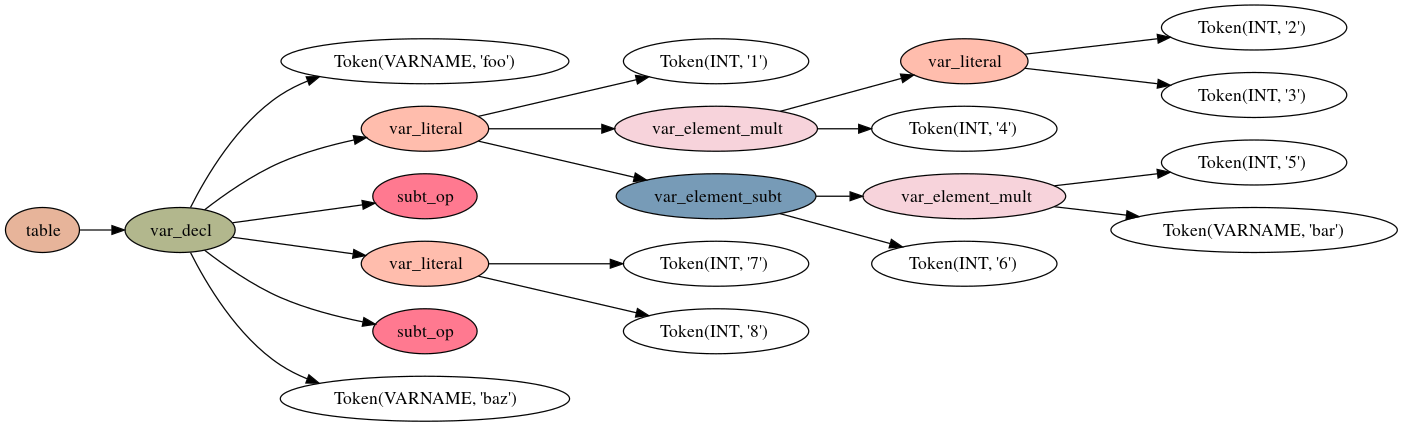 table
var_decl
Token(VARNAME, 'foo')
var_literal
Token(INT, '1')
var_element_mult
var_literal
Token(INT, '2')
Token(INT, '3')
Token(INT, '4')
var_element_subt
var_element_mult
Token(INT, '5')
Token(VARNAME, 'bar')
Token(INT, '6')
subt_op
var_literal
Token(INT, '7')
Token(INT, '8')
subt_op
Token(VARNAME, 'baz')